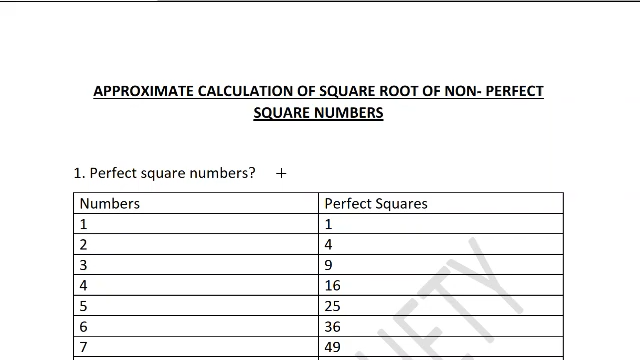 APPROXIMATE CALCULATION OF SQUARE ROOT OF NON- PERFECT
SQUARE NUMBERS
1. Perfect square numbers?
Numbers Perfect Squares
1 1
2 4
3 9
4 16
5 25
6 36
7 49